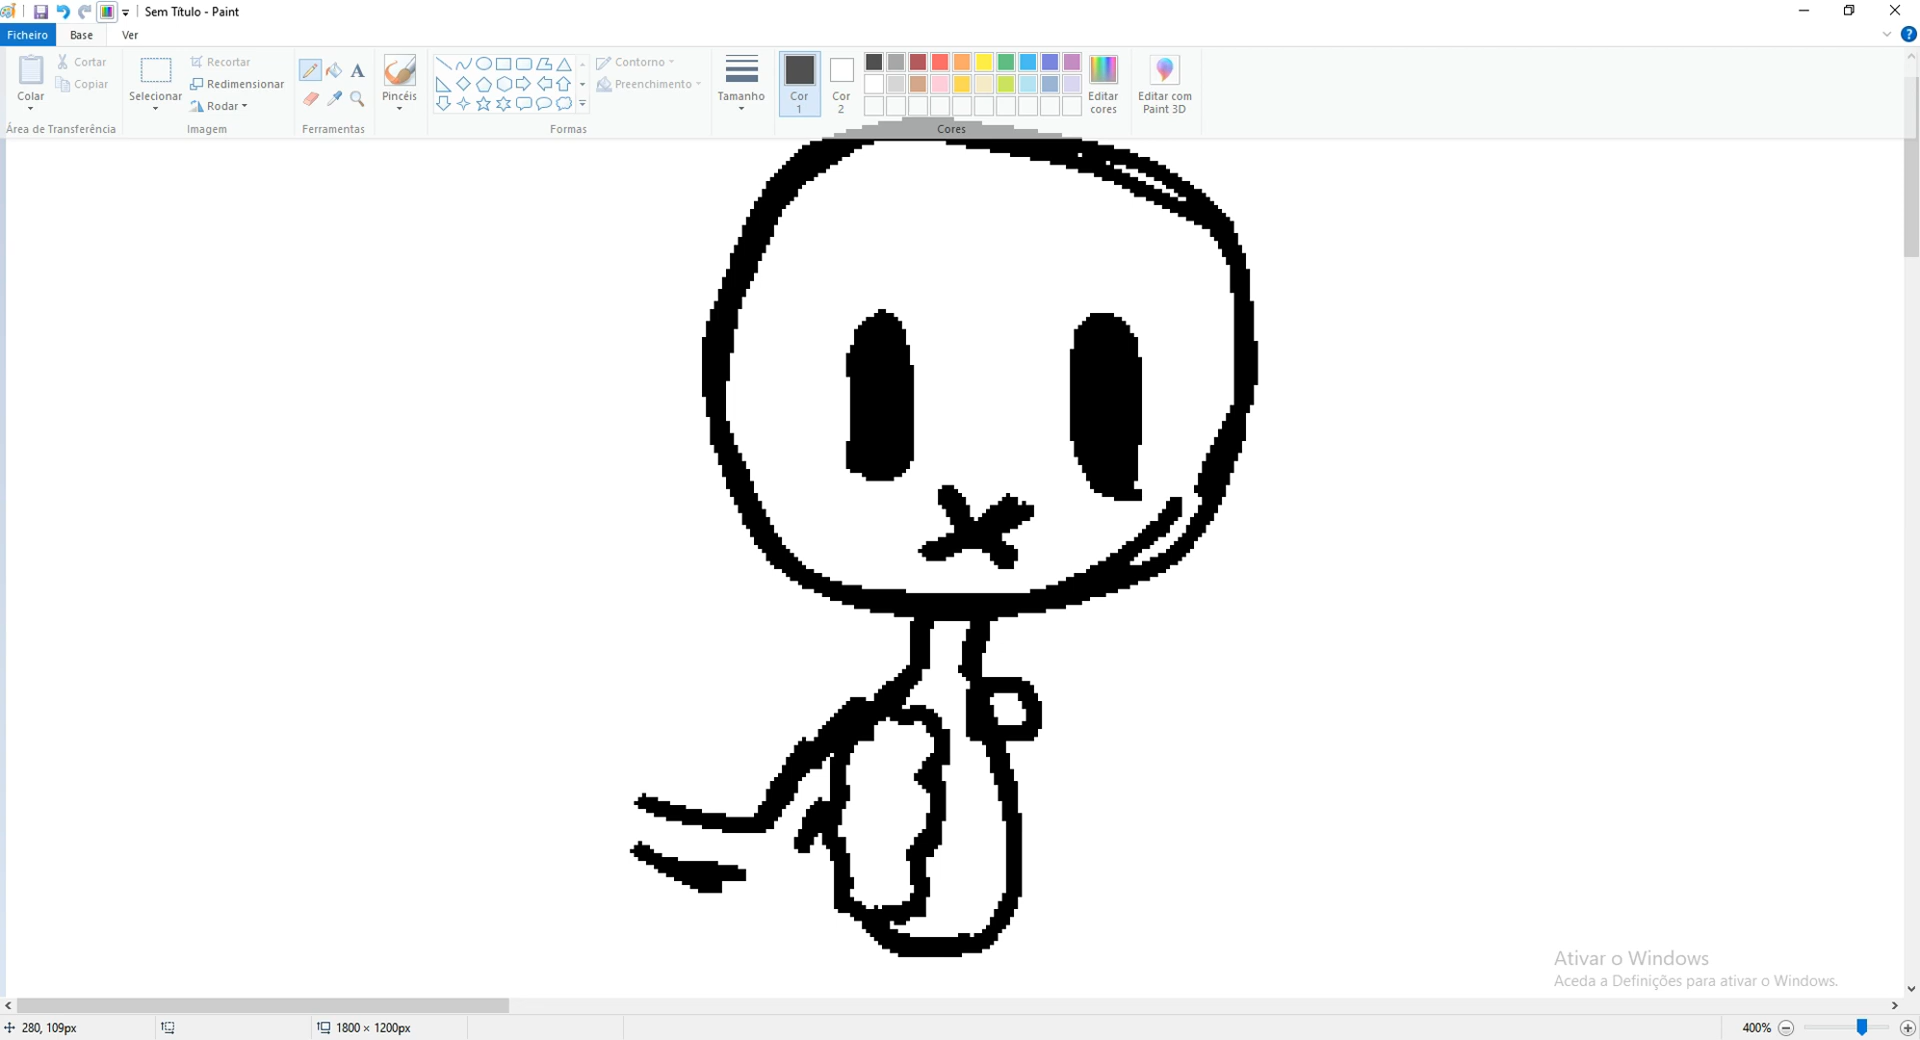 Sem Título - Paint
Ficheiro Base Ver
Colar
Cortar
Copiar
Área de Transferência
Selecionar
Recortar
Redimensionar
Rodar
Imagem
Ferramentas
Pincéis
Formas
Contorno
Preenchimento
Tamanho
Cor
1
Cor
2
Cores
Editar
cores
Editar com
Paint 3D
Ativar o Windows
Aceda a Definições para ativar o Windows.
280, 109px
1800 × 1200px
400%